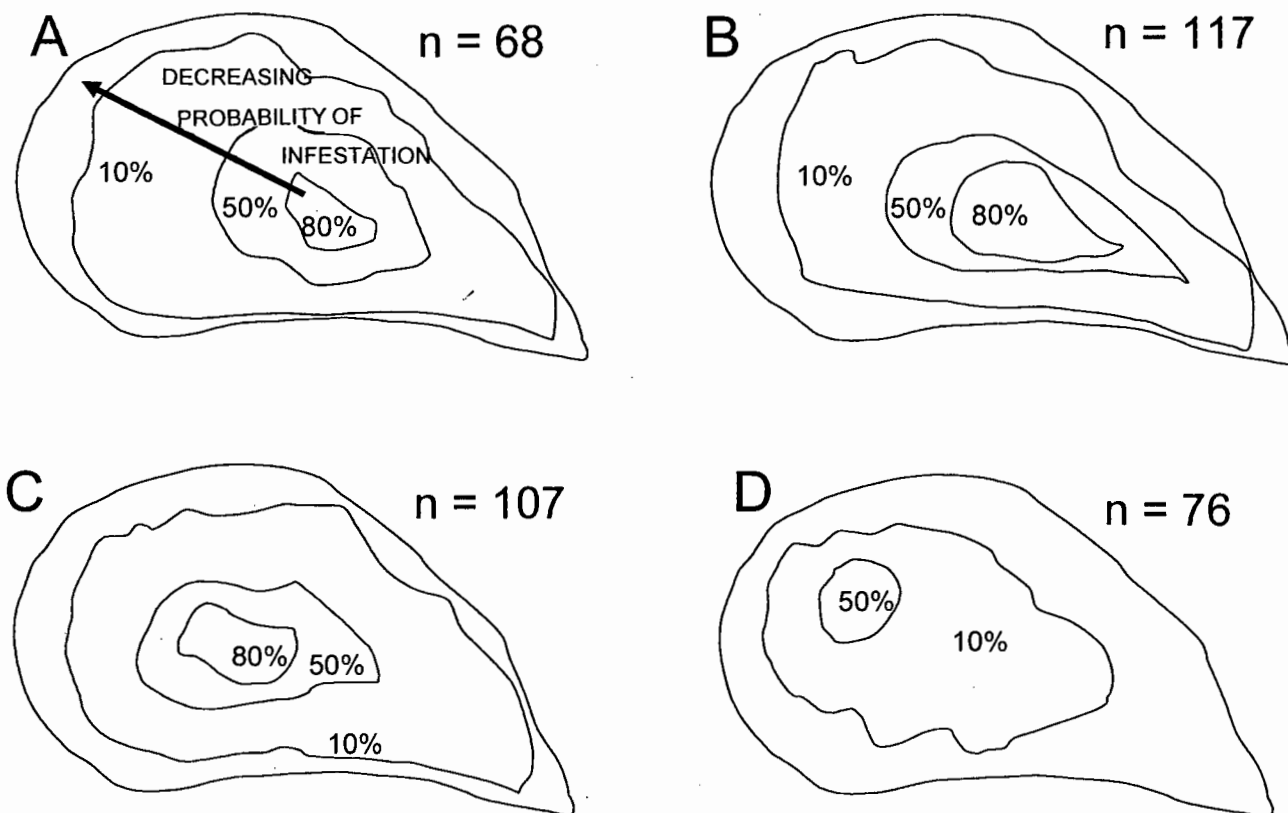 A
n = 68
DECREASING
PROBABILITY OF
INFESTATION
10%
50%
80%
B
n = 117
10%
50%
80%
C
n = 107
80%
50%
10%
D
n = 76
50%
10%